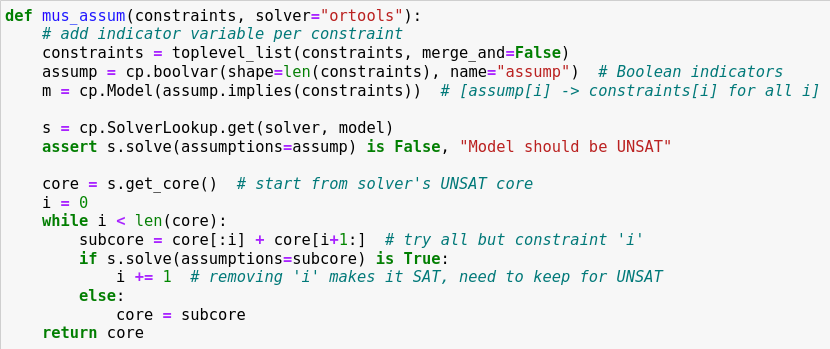 def mus_assum(constraints, solver="ortools"):
    # add indicator variable per constraint
    constraints = toplevel_list(constraints, merge_and=False)
    assump = cp.boolvar(shape=len(constraints), name="assump")  # Boolean indicators
    m = cp.Model(assump.implies(constraints))  # [assump[i] -> constraints[i] for all i]

    s = cp.SolverLookup.get(solver, model)
    assert s.solve(assumptions=assump) is False, "Model should be UNSAT"

    core = s.get_core()  # start from solver's UNSAT core
    i = 0
    while i < len(core):
        subcore = core[:i] + core[i+1:]  # try all but constraint 'i'
        if s.solve(assumptions=subcore) is True:
            i += 1  # removing 'i' makes it SAT, need to keep for UNSAT
        else:
            core = subcore
    return core